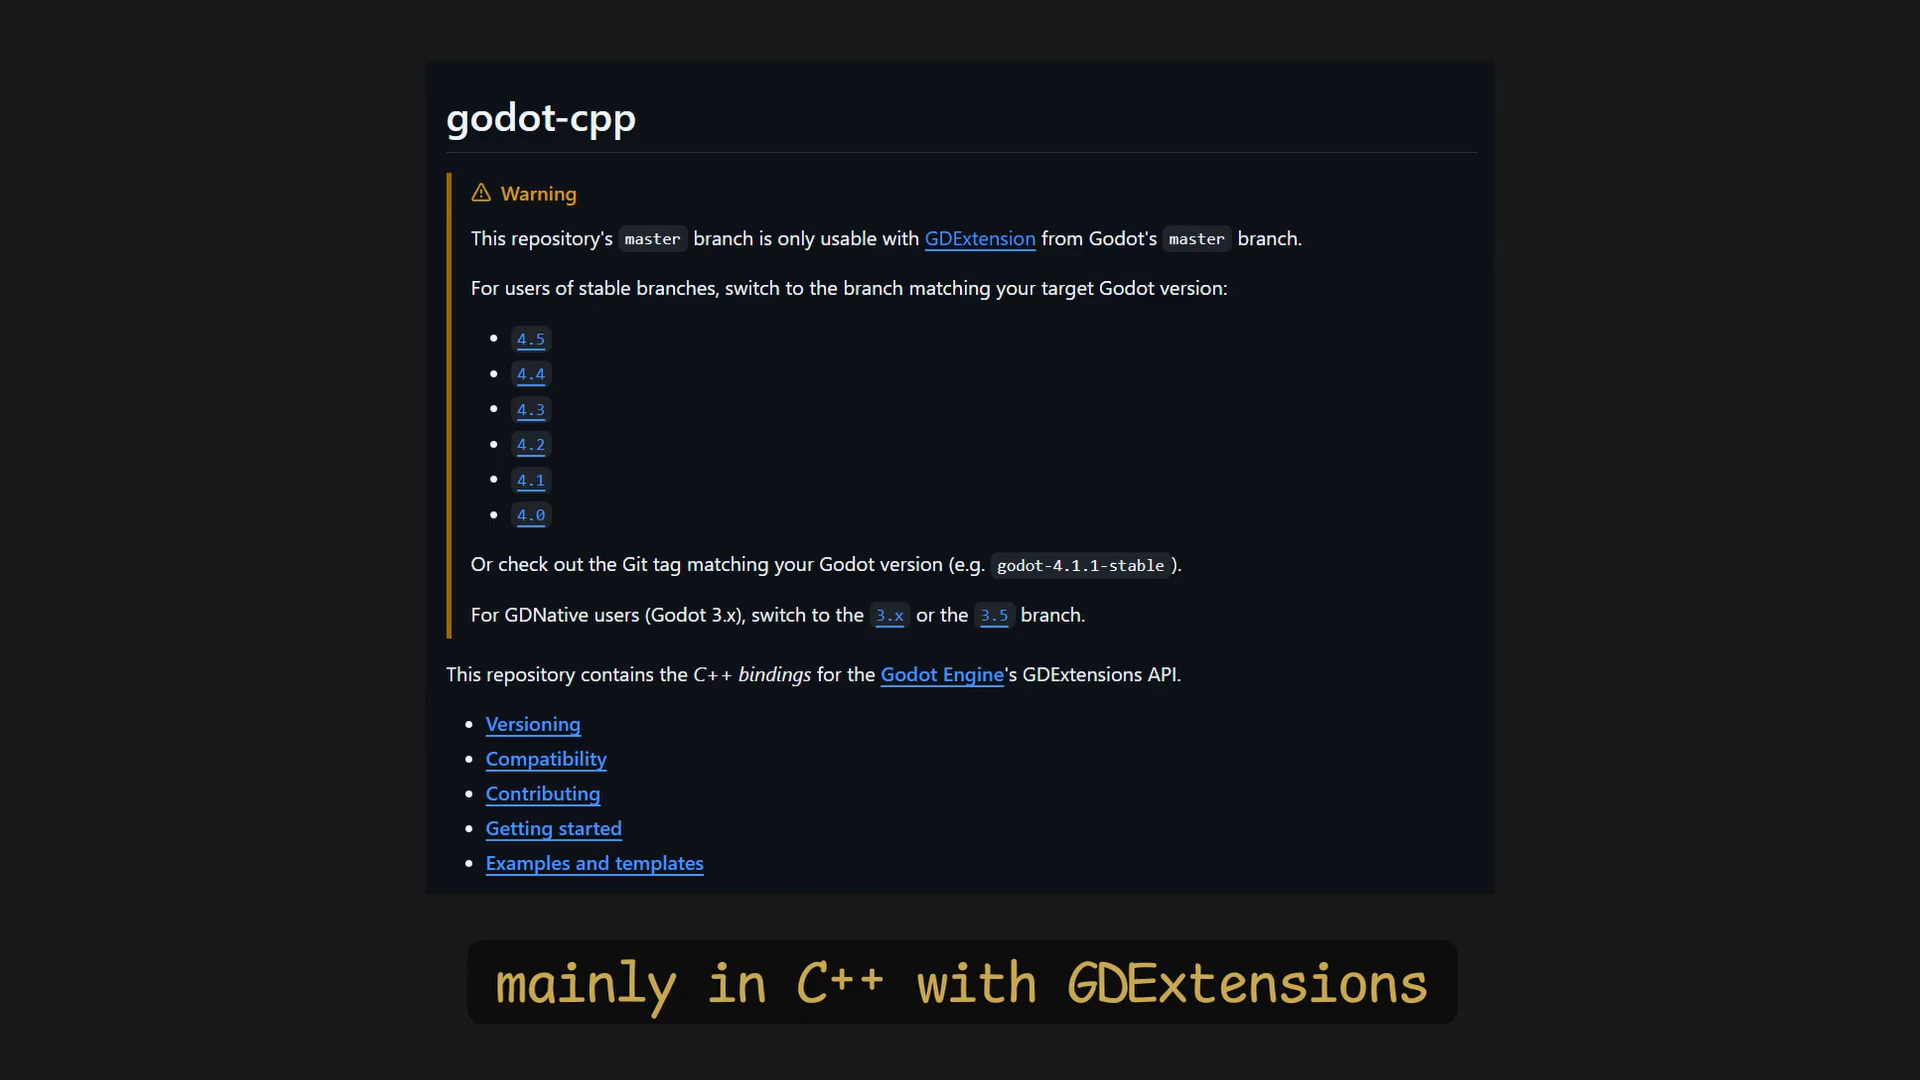 godot-cpp
Warning
This repository's master branch is only usable with GDExtension from Godot's master branch.
For users of stable branches, switch to the branch matching your target Godot version:
4.5
4.4
4.3
4.2
4.1
4.0
Or check out the Git tag matching your Godot version (e.g. godot-4.1.1-stable ).
For GDNative users (Godot 3.x), switch to the 3.x or the 3.5 branch.
This repository contains the C++ bindings for the Godot Engine's GDExtensions API.
Versioning
Compatibility
Contributing
Getting started
Examples and templates
mainly in C++ with GDExtensions